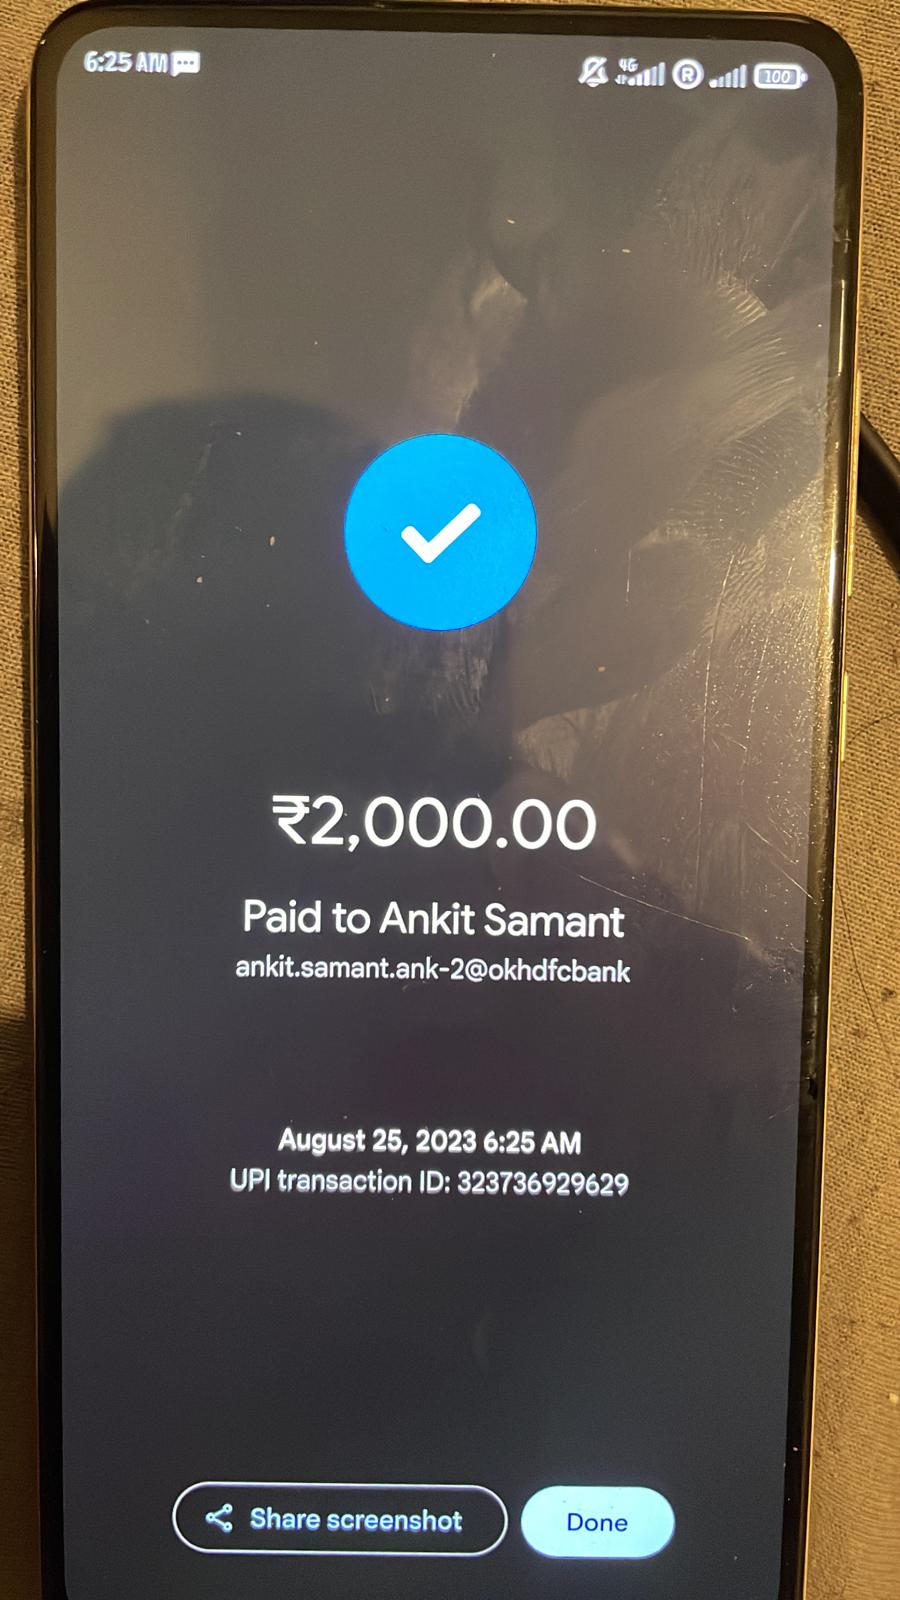 6:25 AM
4G
R
100
₹2,000.00
Paid to Ankit Samant
ankit.samant.ank-2@okhdfcbank
August 25, 2023 6:25 AM
UPI transaction ID: 323736929629
Share screenshot
Done